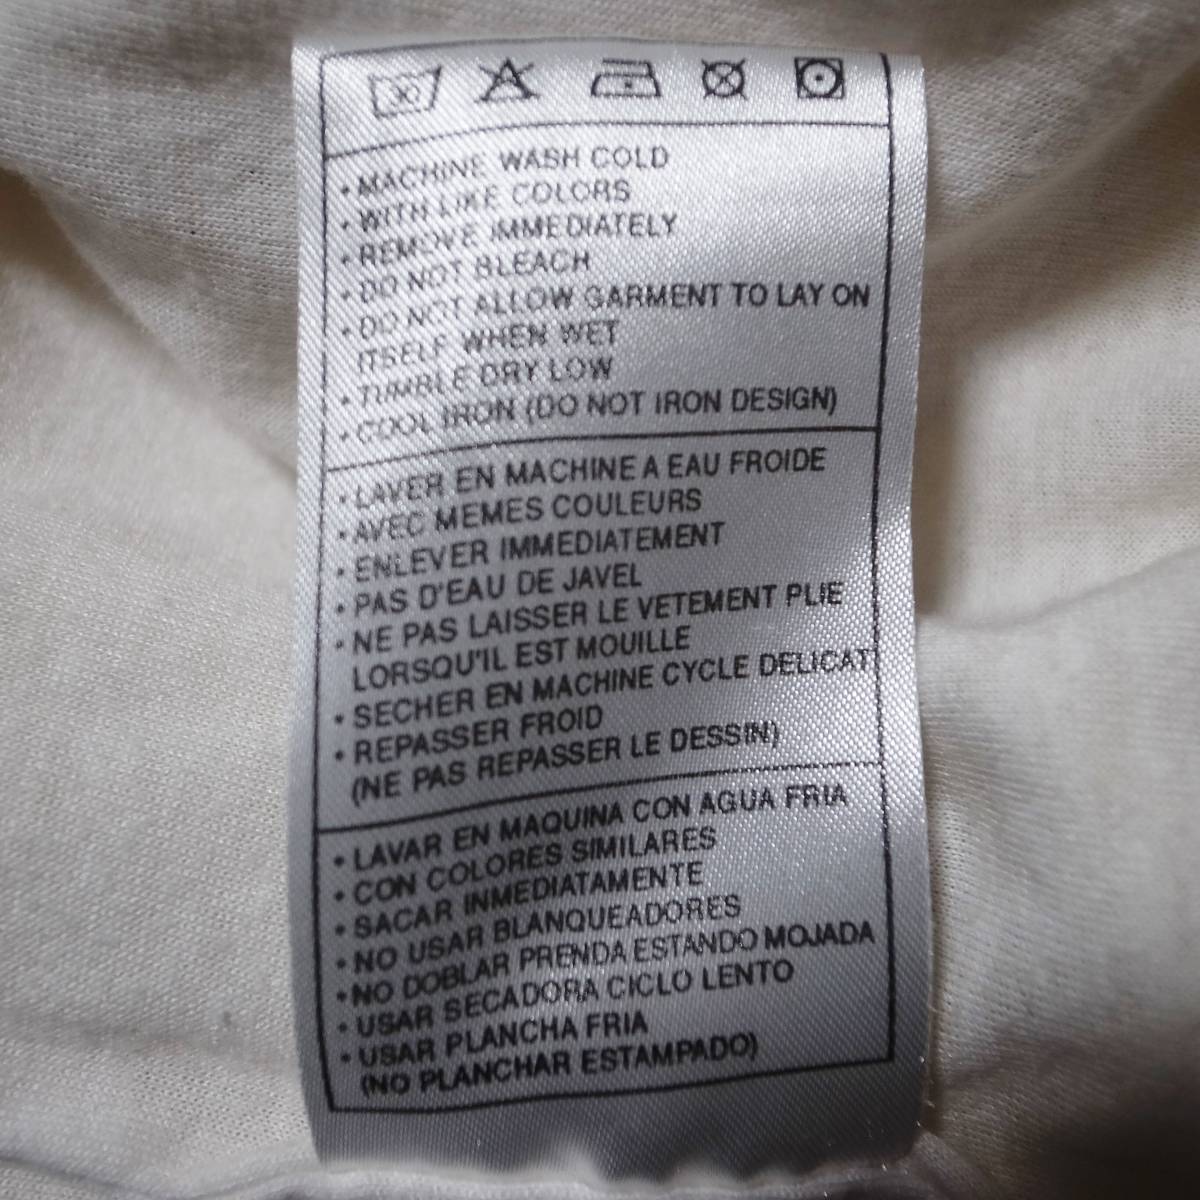 30
• MACHINE WASH COLD
• WITH LIKE COLORS
• REMOVE IMMEDIATELY
• DO NOT BLEACH
• DO NOT ALLOW GARMENT TO LAY ON
ITSELF WHEN WET
• TUMBLE DRY LOW
• COOL IRON (DO NOT IRON DESIGN)
• LAVER EN MACHINE A EAU FROIDE
• AVEC MEMES COULEURS
• ENLEVER IMMEDIATEMENT
• PAS D'EAU DE JAVEL
• NE PAS LAISSER LE VETEMENT PLIE
LORSQU'IL EST MOUILLE
• SECHER EN MACHINE CYCLE DELICAT
• REPASSER FROID
(NE PAS REPASSER LE DESSIN)
• LAVAR EN MAQUINA CON AGUA FRIA
• CON COLORES SIMILARES
• SACAR INMEDIATAMENTE
• NO USAR BLANQUEADORES
• NO DOBLAR PRENDA ESTANDO MOJADA
• USAR SECADORA CICLO LENTO
• USAR PLANCHA FRIA
(NO PLANCHAR ESTAMPADO)